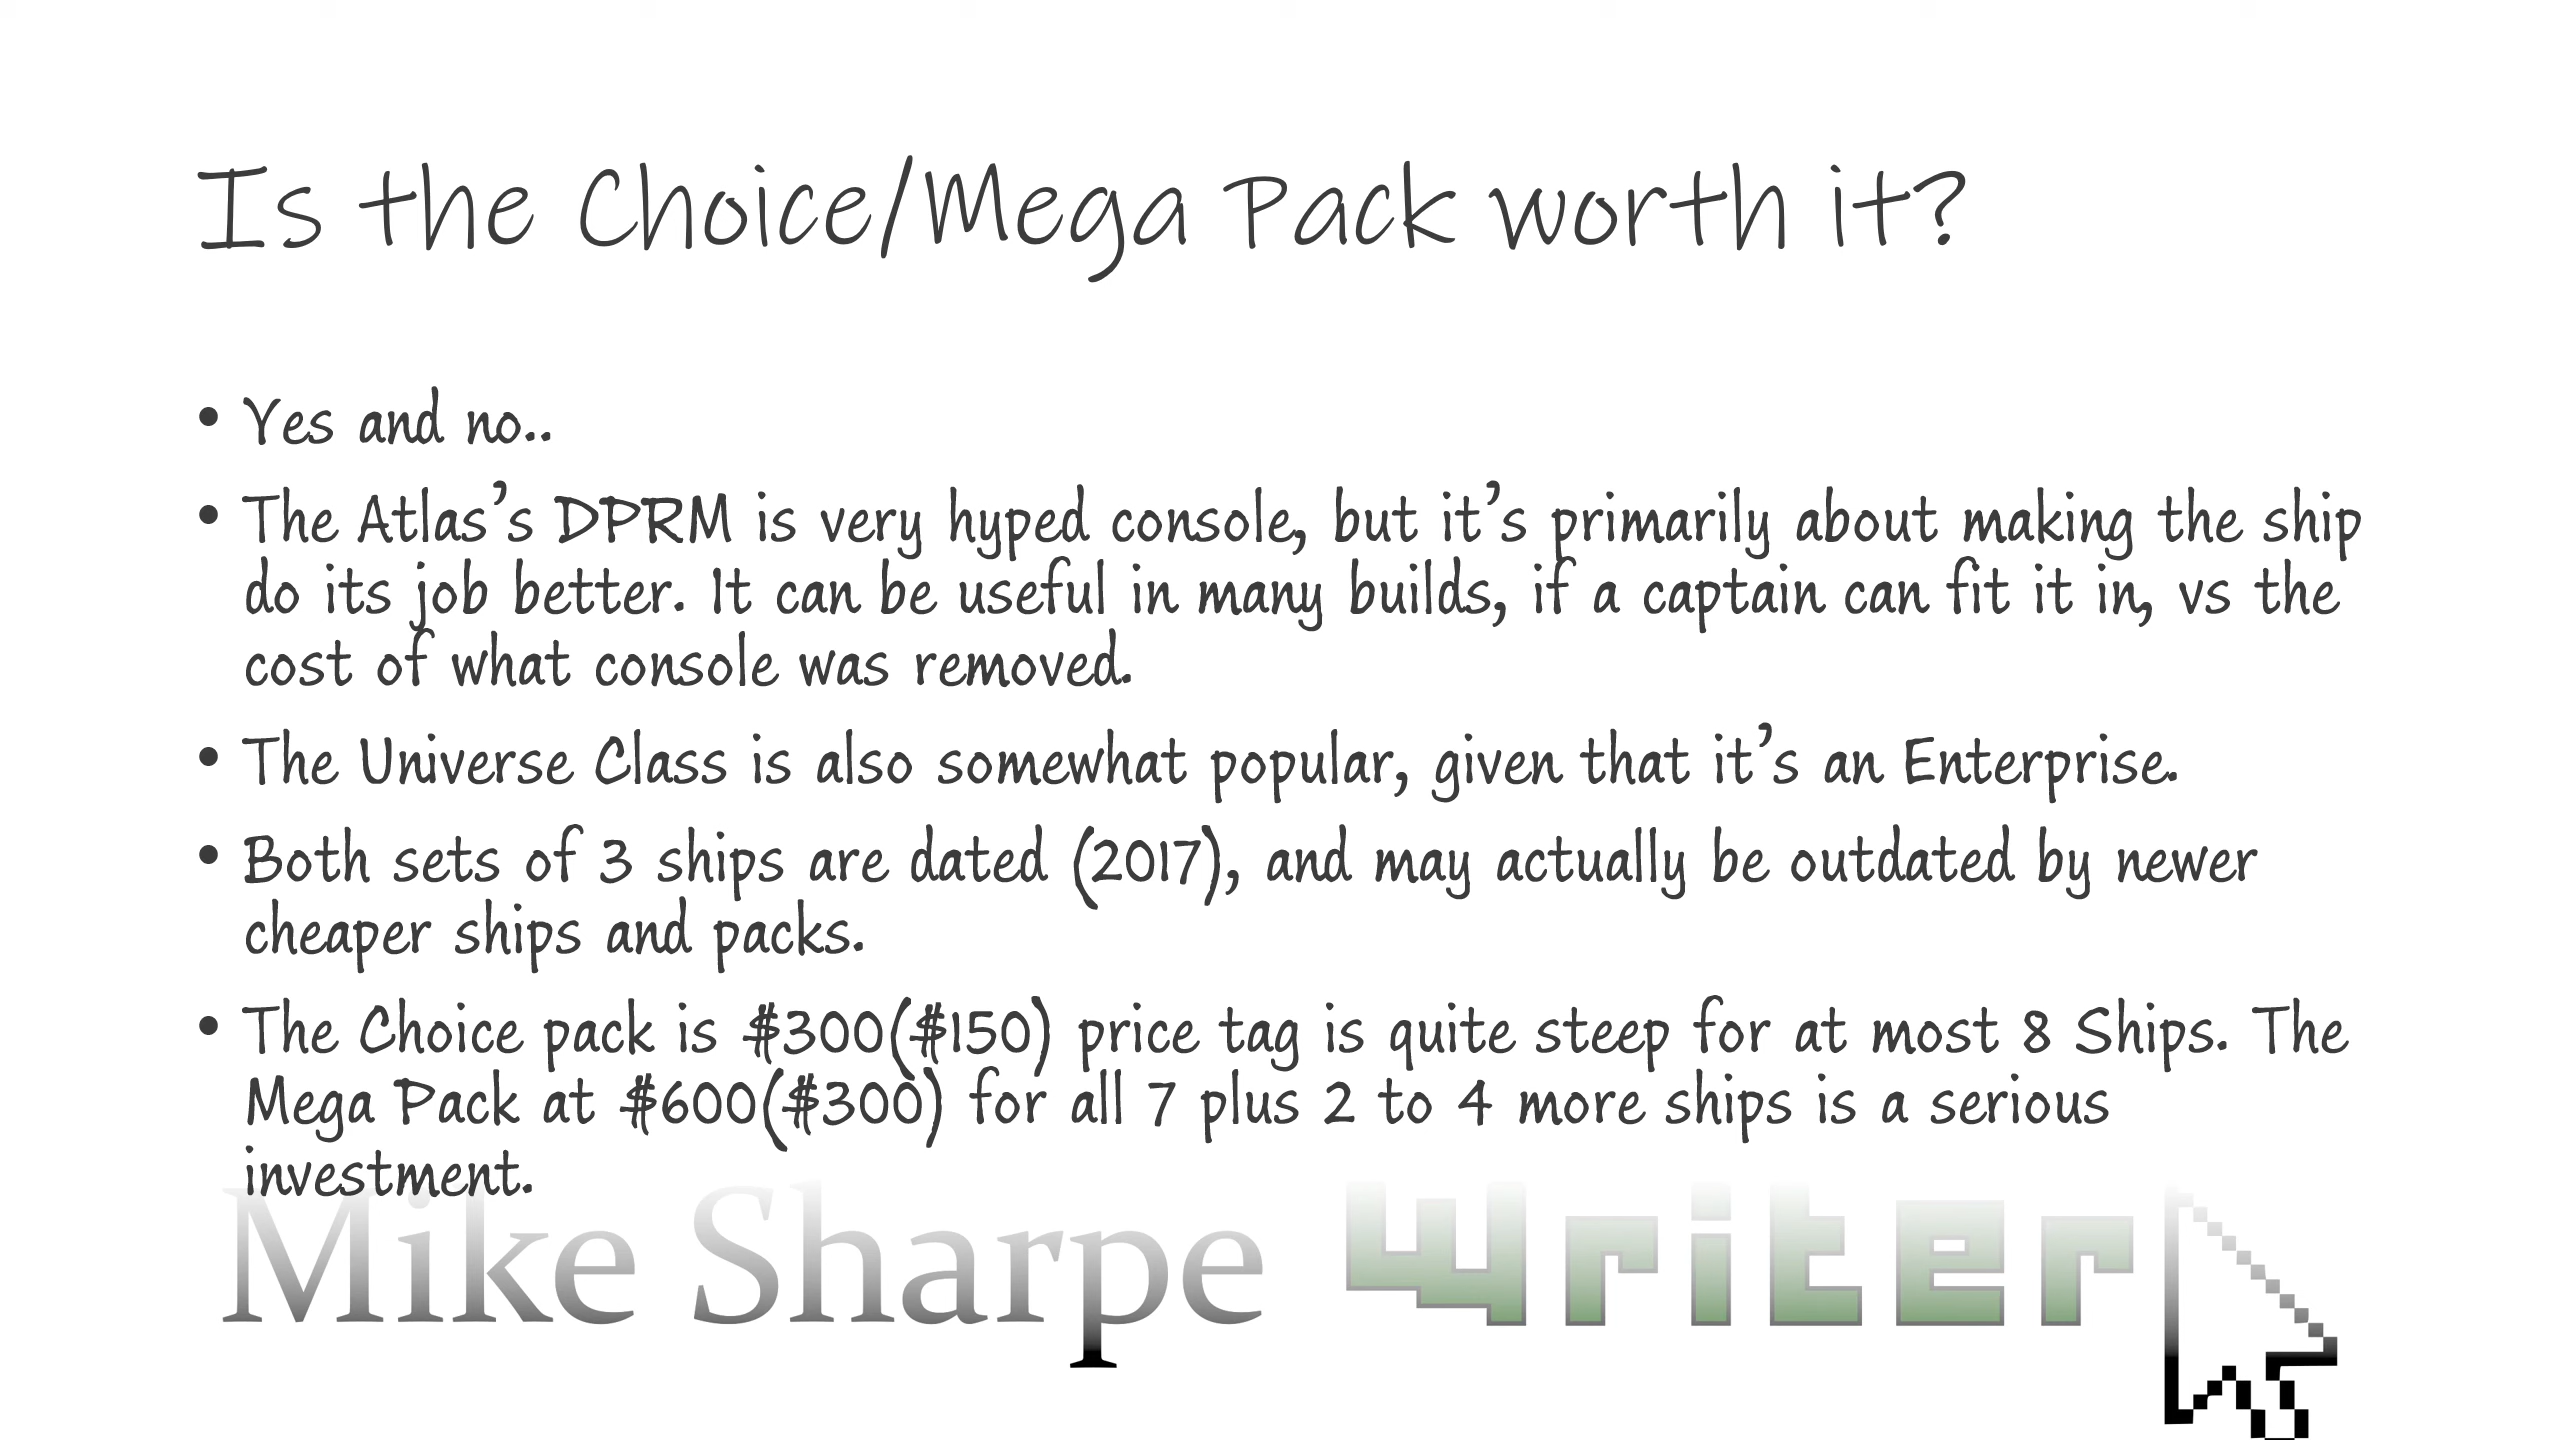 Is the Choice/Mega Pack worth it?
• Yes and no..
• The Atlas’s DPRM is very hyped console, but it’s primarily about making the ship
do its job better. It can be useful in many builds, if a captain can fit it in, vs the
cost of what console was removed.
• The Universe Class is also somewhat popular, given that it’s an Enterprise.
• Both sets of 3 ships are dated (2017), and may actually be outdated by newer
cheaper ships and packs.
• The Choice pack is $300($150) price tag is quite steep for at most 8 Ships. The
Mega Pack at $600($300) for all 7 plus 2 to 4 more ships is a serious
investment.
Mike Sharpe Writer